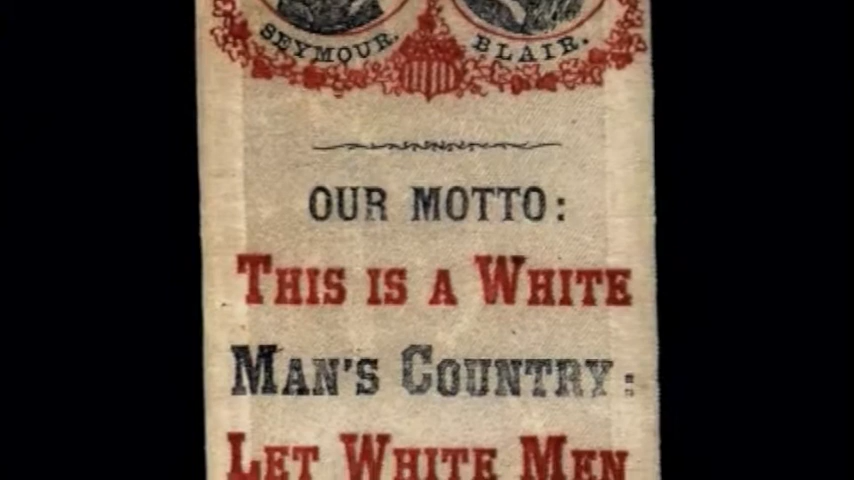 SEYMOUR. BLAIR.
OUR MOTTO:
THIS IS A WHITE
MAN'S COUNTRY:
LET WHITE MEN